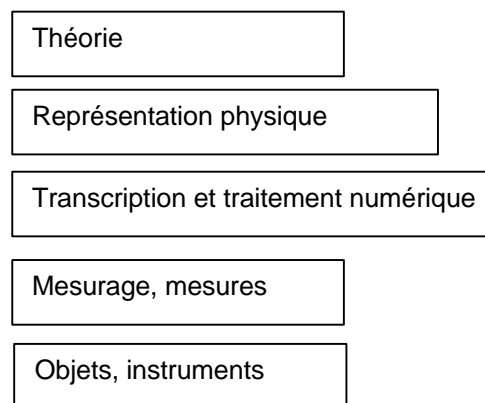 Théorie
Représentation physique
Transcription et traitement numérique
Mesurage, mesures
Objets, instruments